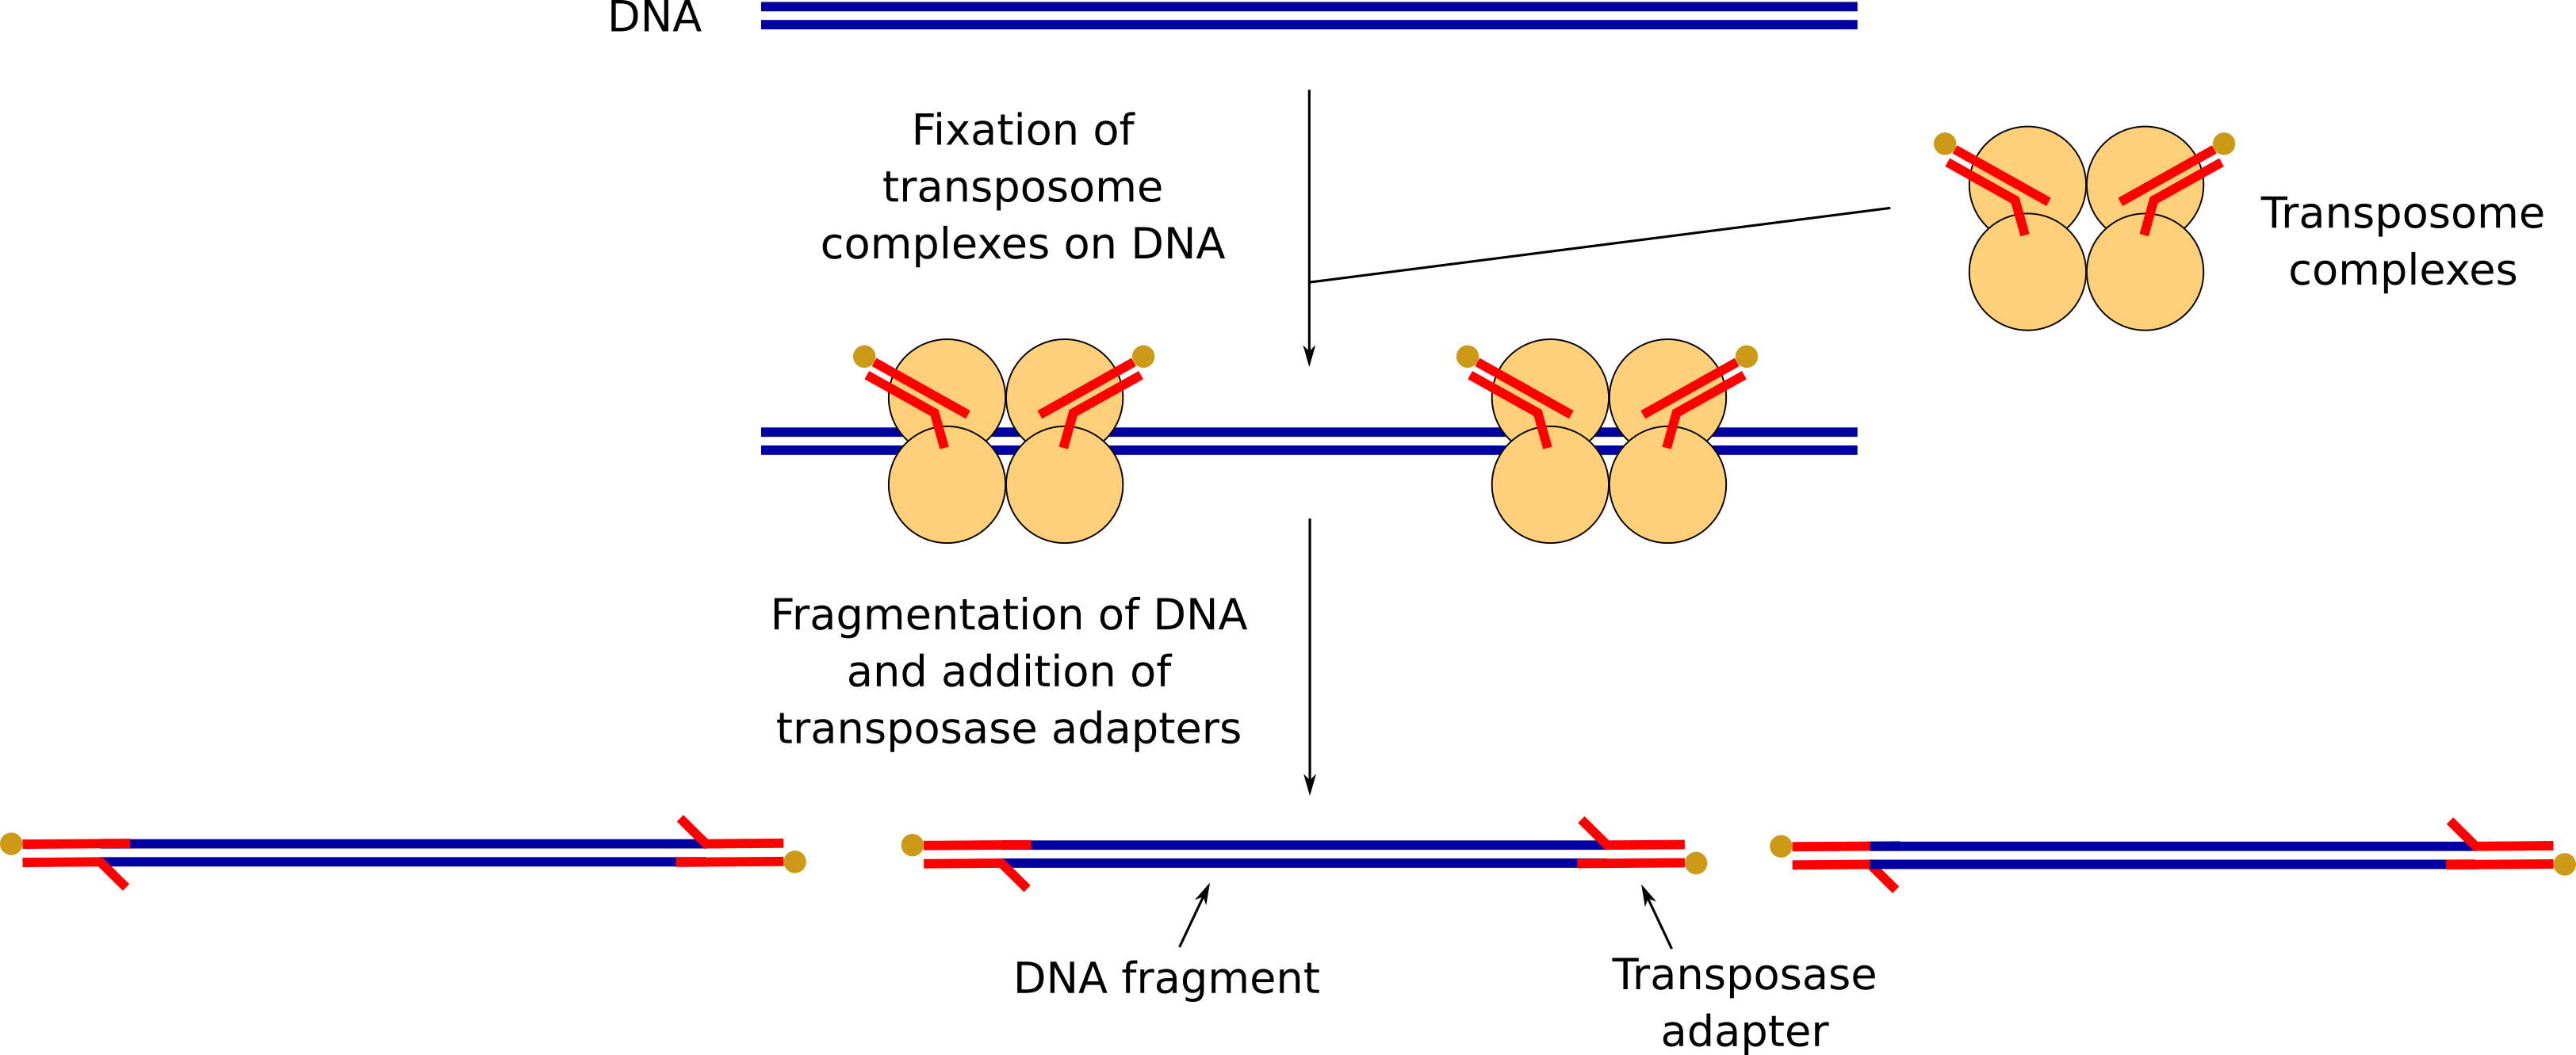 DNA
Fixation of
transposome
complexes on DNA
Transposome
complexes
Fragmentation of DNA
and addition of
transposase adapters
DNA fragment
Transposase
adapter